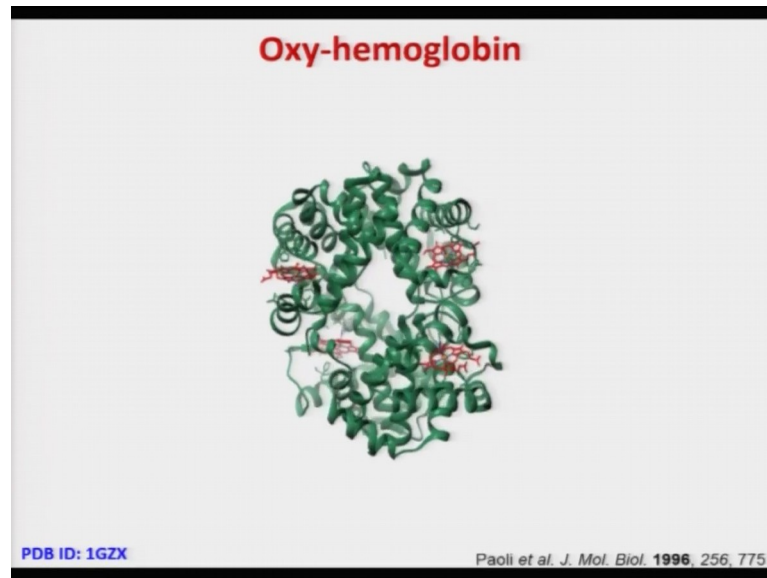 Oxy-hemoglobin
PDB ID: 1GZX
Paoli et al. J. Mol. Biol. 1996, 256, 775